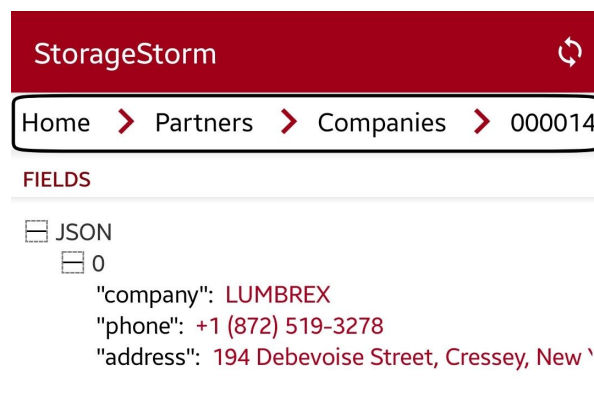 StorageStorm
Home Partners Companies 000014
FIELDS
JSON
0
"company": LUMBREX
"phone": +1 (872) 519-3278
"address": 194 Debevoise Street, Cressey, New